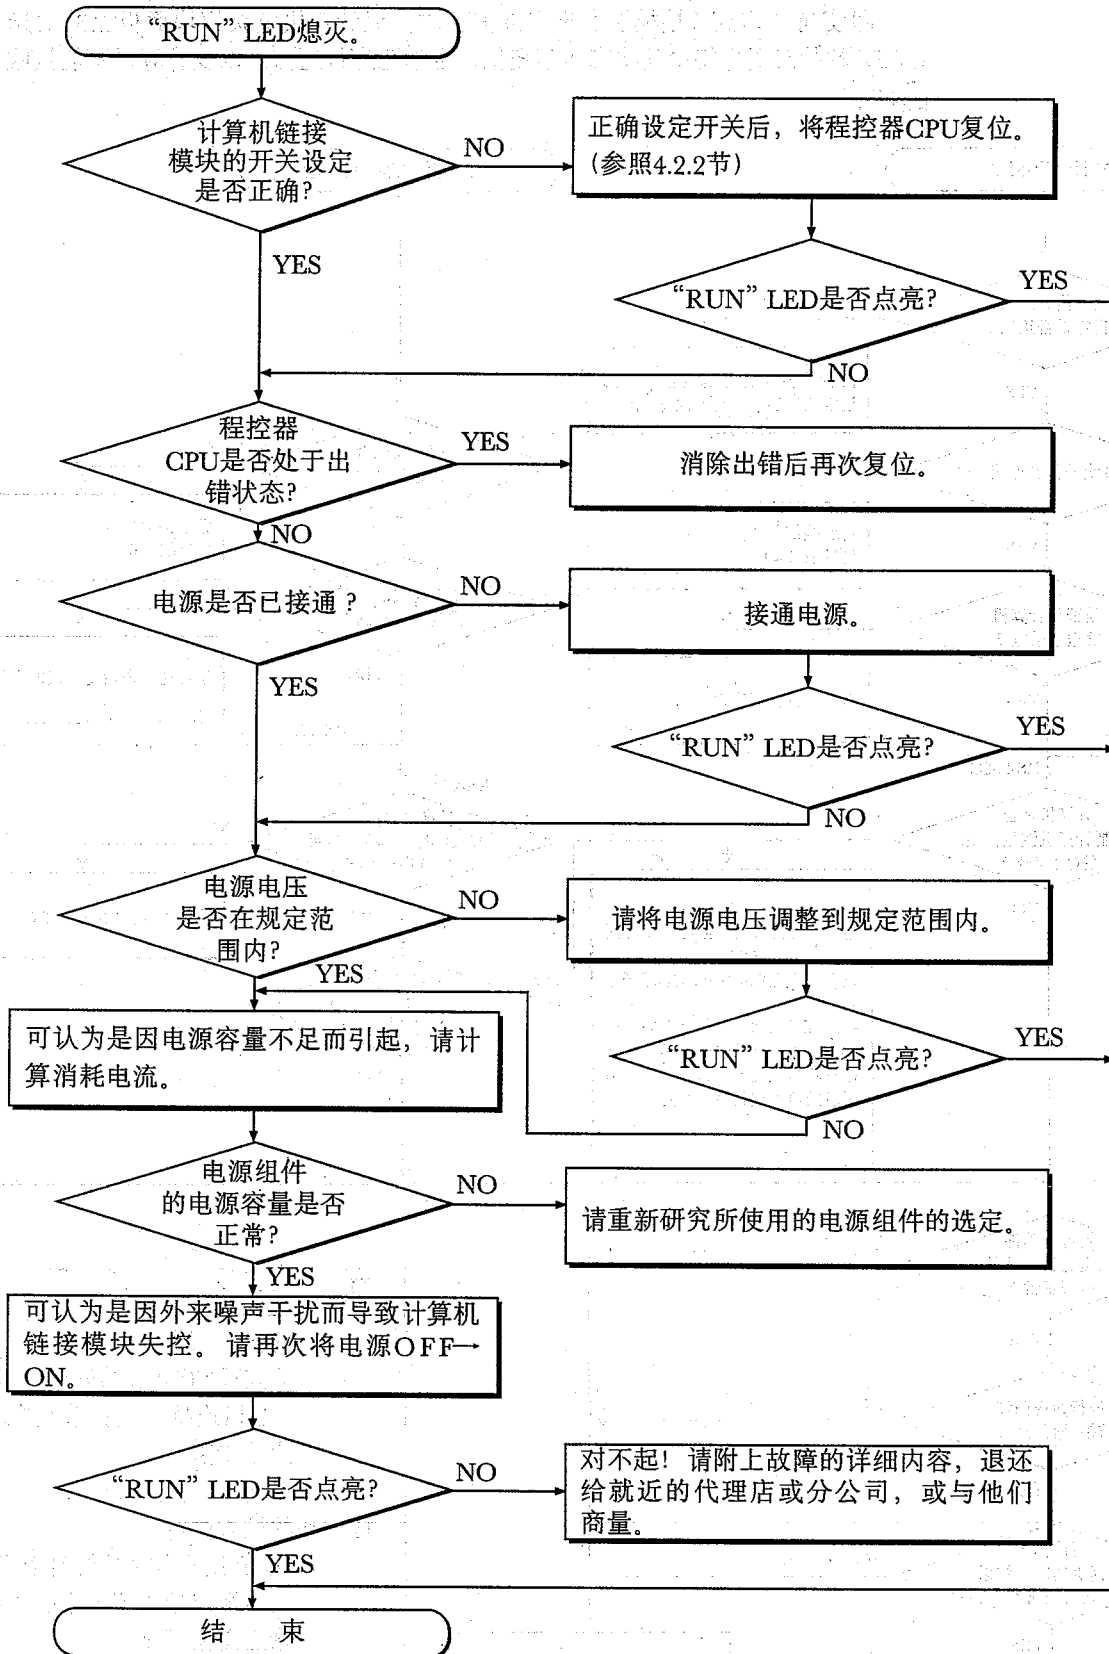 “RUN” LED熄灭。
计算机链接
模块的开关设定
是否正确?
NO
正确设定开关后，将程控器CPU复位。
(参照4.2.2节)
YES
“RUN” LED是否点亮?
YES
NO
程控器
CPU是否处于出
错状态?
YES
消除出错后再次复位。
NO
电源是否已接通?
NO
接通电源。
YES
“RUN” LED是否点亮?
YES
NO
电源电压
是否在规定范
围内?
NO
请将电源电压调整到规定范围内。
YES
“RUN” LED是否点亮?
YES
NO
可认为是因电源容量不足而引起，请计
算消耗电流。
电源组件
的电源容量是否
正常?
NO
请重新研究所使用的电源组件的选定。
YES
可认为是因外来噪声干扰而导致计算机
链接模块失控。请再次将电源OFF→
ON。
“RUN” LED是否点亮?
NO
对不起！请附上故障的详细内容，退还
给就近的代理店或分公司，或与他们
商量。
YES
结 束